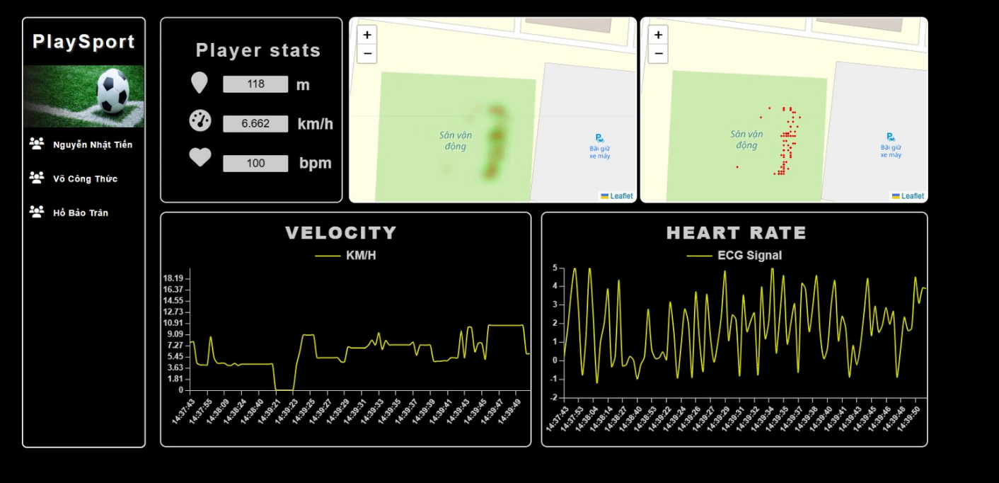 PlaySport
Nguyễn Nhật Tiến
Võ Công Thức
Hồ Bảo Trân
Player stats
118 m
6.662 km/h
100 bpm
+
−
Sân vận
động
Bãi giữ
xe máy
Leaflet
+
−
Sân vận
động
Bãi giữ
xe máy
Leaflet
VELOCITY
KM/H
18.19
16.37
14.55
12.73
10.91
9.09
7.27
5.45
3.63
1.81
0
14:37:43 14:37:55 14:38:09 14:38:24 14:38:40 14:39:21 14:39:23 14:39:25 14:39:27 14:39:29 14:39:31 14:39:33 14:39:35 14:39:37 14:39:39 14:39:41 14:39:43 14:39:45 14:39:47 14:39:49
HEART RATE
ECG Signal
5
4
3
2
1
0
-1
-2
14:37:43 14:37:53 14:38:04 14:38:14 14:38:27 14:38:40 14:38:53 14:39:22 14:39:24 14:39:26 14:39:27 14:39:29 14:39:31 14:39:32 14:39:34 14:39:35 14:39:37 14:39:38 14:39:40 14:39:41 14:39:43 14:39:45 14:39:46 14:39:48 14:39:50